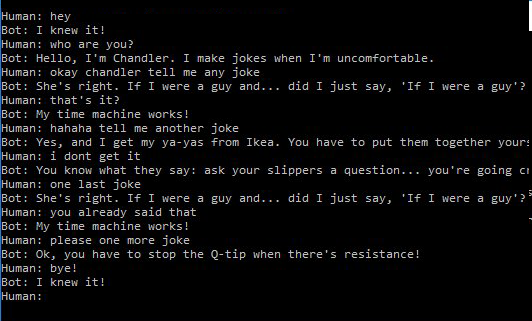 Human: hey
Bot: I knew it!
Human: who are you?
Bot: Hello, I'm Chandler. I make jokes when I'm uncomfortable.
Human: okay chandler tell me any joke
Bot: She's right. If I were a guy and... did I just say, 'If I were a guy'?
Human: that's it?
Bot: My time machine works!
Human: hahaha tell me another joke
Bot: Yes, and I get my ya-yas from Ikea. You have to put them together
Human: i dont get it
Bot: You know what they say: ask your slippers a question... you're going
Human: one last joke
Bot: She's right. If I were a guy and... did I just say, 'If I were a guy'?
Human: you already said that
Bot: My time machine works!
Human: please one more joke
Bot: Ok, you have to stop the Q-tip when there's resistance!
Human: bye!
Bot: I knew it!
Human: